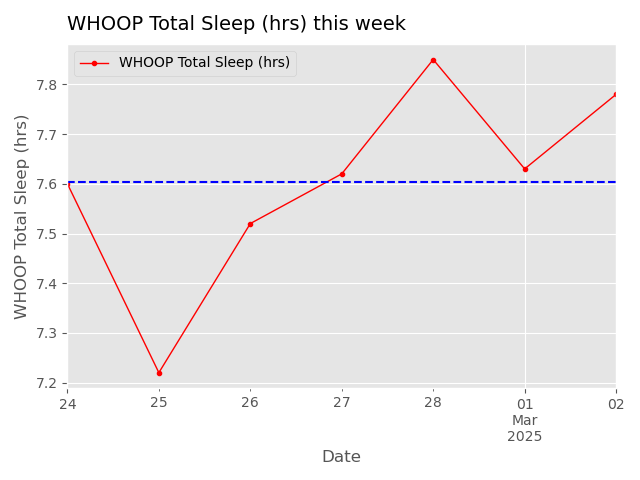 WHOOP Total Sleep (hrs) this week
WHOOP Total Sleep (hrs)
WHOOP Total Sleep (hrs)
7.8
7.7
7.6
7.5
7.4
7.3
7.2
24 25 26 27 28 01 02
Mar
2025
Date